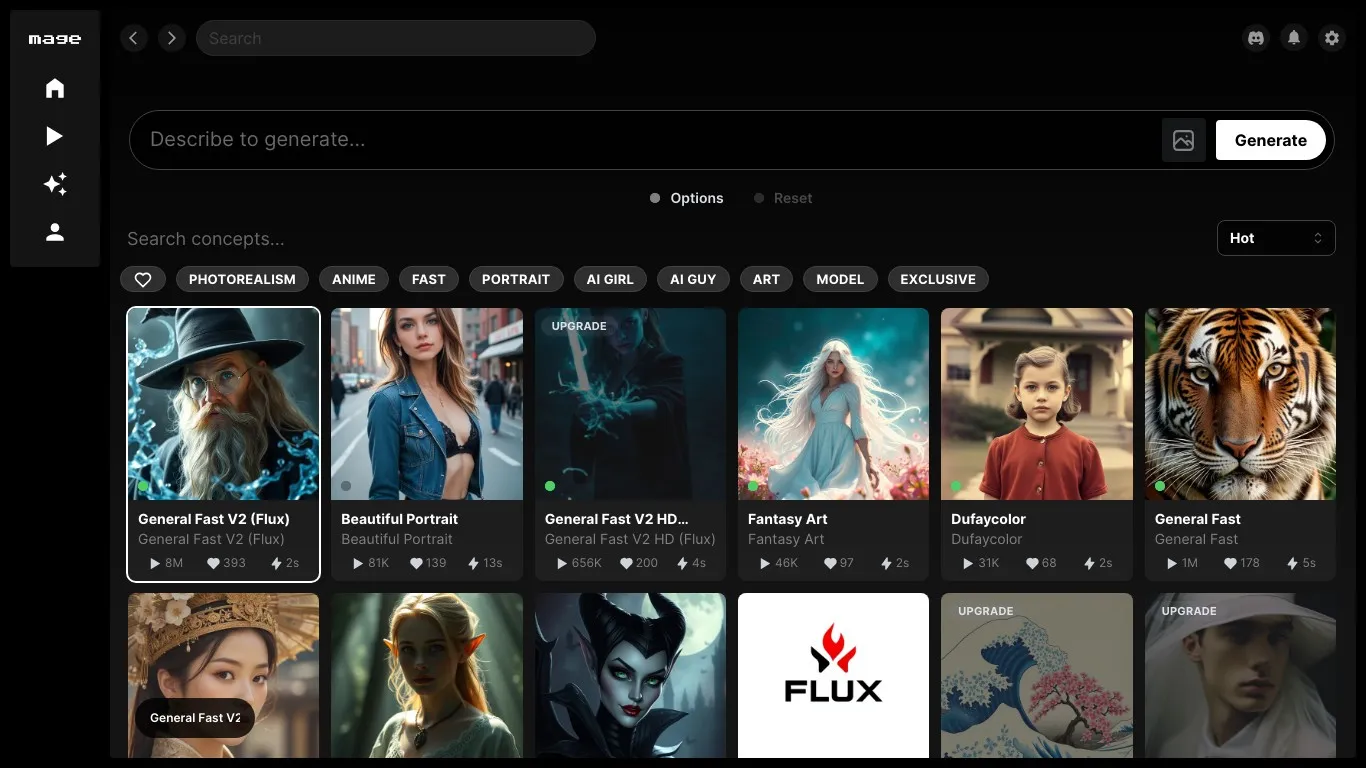 mage
Search
Describe to generate...
Generate
Options
Reset
Search concepts...
Hot
PHOTOREALISM
ANIME
FAST
PORTRAIT
AI GIRL
AI GUY
ART
MODEL
EXCLUSIVE
General Fast V2 (Flux)
General Fast V2 (Flux)
8M
393
2s
Beautiful Portrait
Beautiful Portrait
81K
139
13s
UPGRADE
General Fast V2 HD...
General Fast V2 HD (Flux)
656K
200
4s
Fantasy Art
Fantasy Art
46K
97
2s
Dufaycolor
Dufaycolor
31K
68
2s
General Fast
General Fast
1M
178
5s
General Fast V2
FLUX
UPGRADE
UPGRADE